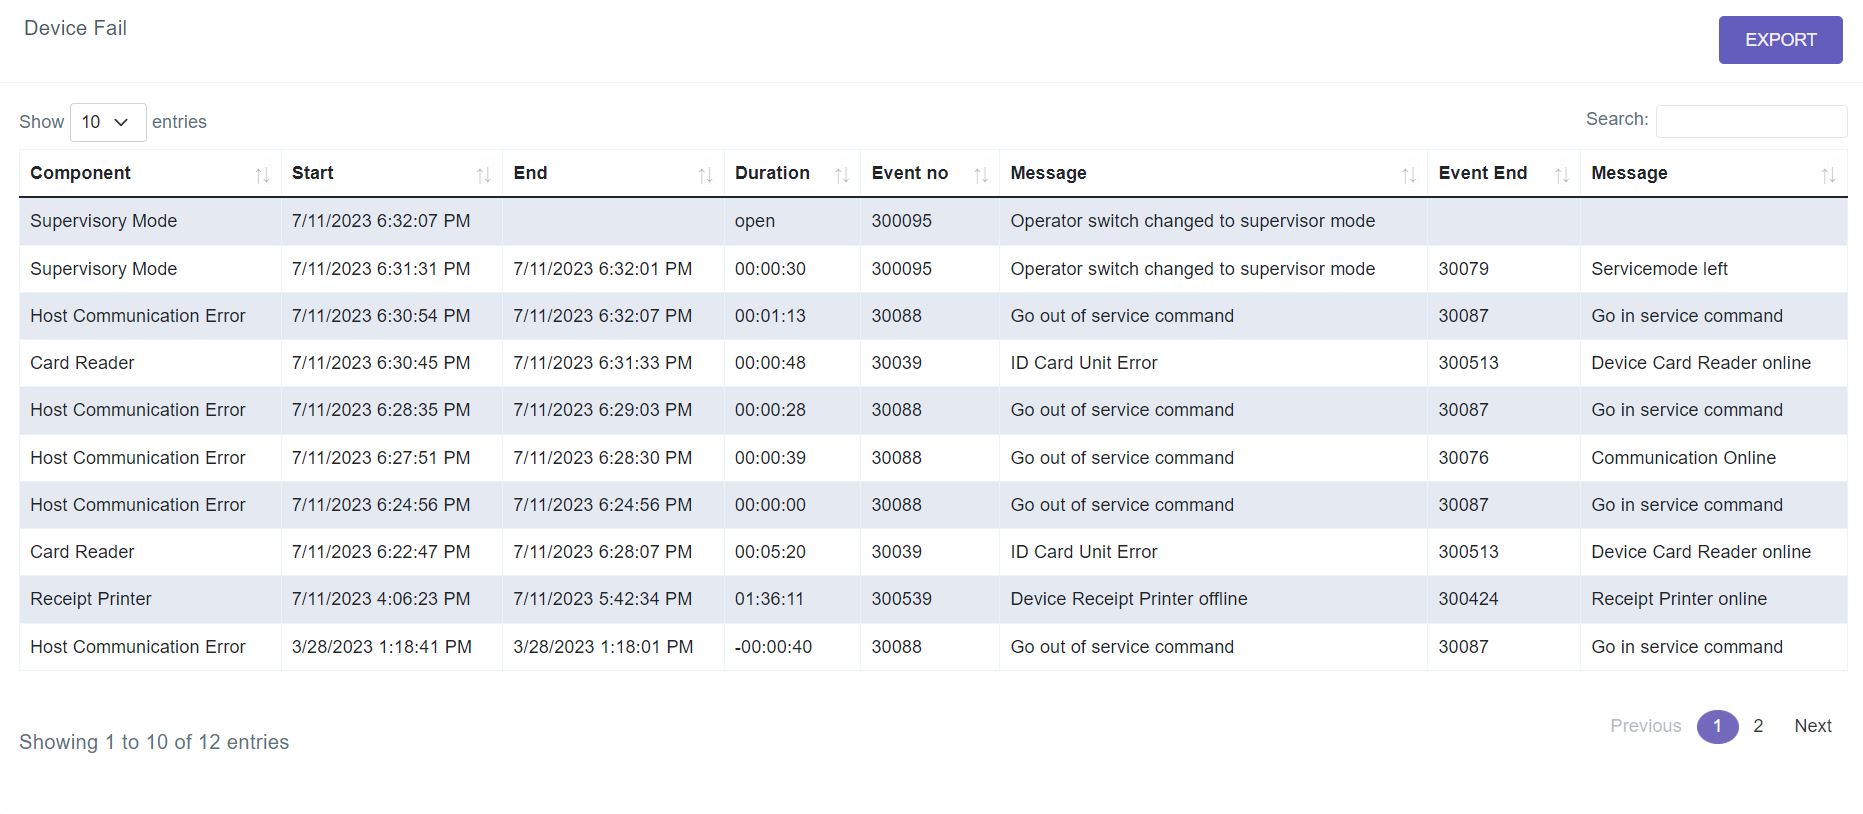 Device Fail
EXPORT
Show 10 entries
Search:
Component Start End Duration Event no Message Event End Message
Supervisory Mode 7/11/2023 6:32:07 PM open 300095 Operator switch changed to supervisor mode
Supervisory Mode 7/11/2023 6:31:31 PM 7/11/2023 6:32:01 PM 00:00:30 300095 Operator switch changed to supervisor mode 30079 Servicemode left
Host Communication Error 7/11/2023 6:30:54 PM 7/11/2023 6:32:07 PM 00:01:13 30088 Go out of service command 30087 Go in service command
Card Reader 7/11/2023 6:30:45 PM 7/11/2023 6:31:33 PM 00:00:48 30039 ID Card Unit Error 300513 Device Card Reader online
Host Communication Error 7/11/2023 6:28:35 PM 7/11/2023 6:29:03 PM 00:00:28 30088 Go out of service command 30087 Go in service command
Host Communication Error 7/11/2023 6:27:51 PM 7/11/2023 6:28:30 PM 00:00:39 30088 Go out of service command 30076 Communication Online
Host Communication Error 7/11/2023 6:24:56 PM 7/11/2023 6:24:56 PM 00:00:00 30088 Go out of service command 30087 Go in service command
Card Reader 7/11/2023 6:22:47 PM 7/11/2023 6:28:07 PM 00:05:20 30039 ID Card Unit Error 300513 Device Card Reader online
Receipt Printer 7/11/2023 4:06:23 PM 7/11/2023 5:42:34 PM 01:36:11 300539 Device Receipt Printer offline 300424 Receipt Printer online
Host Communication Error 3/28/2023 1:18:41 PM 3/28/2023 1:18:01 PM -00:00:40 30088 Go out of service command 30087 Go in service command
Showing 1 to 10 of 12 entries
Previous 1 2 Next